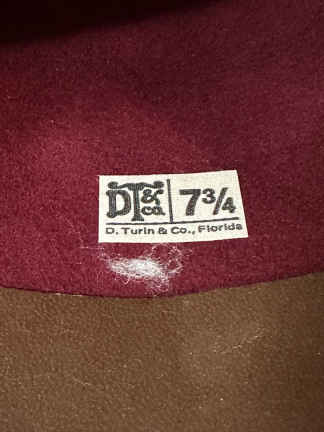 DT& co. 7¾
D. Turin & Co., Florida